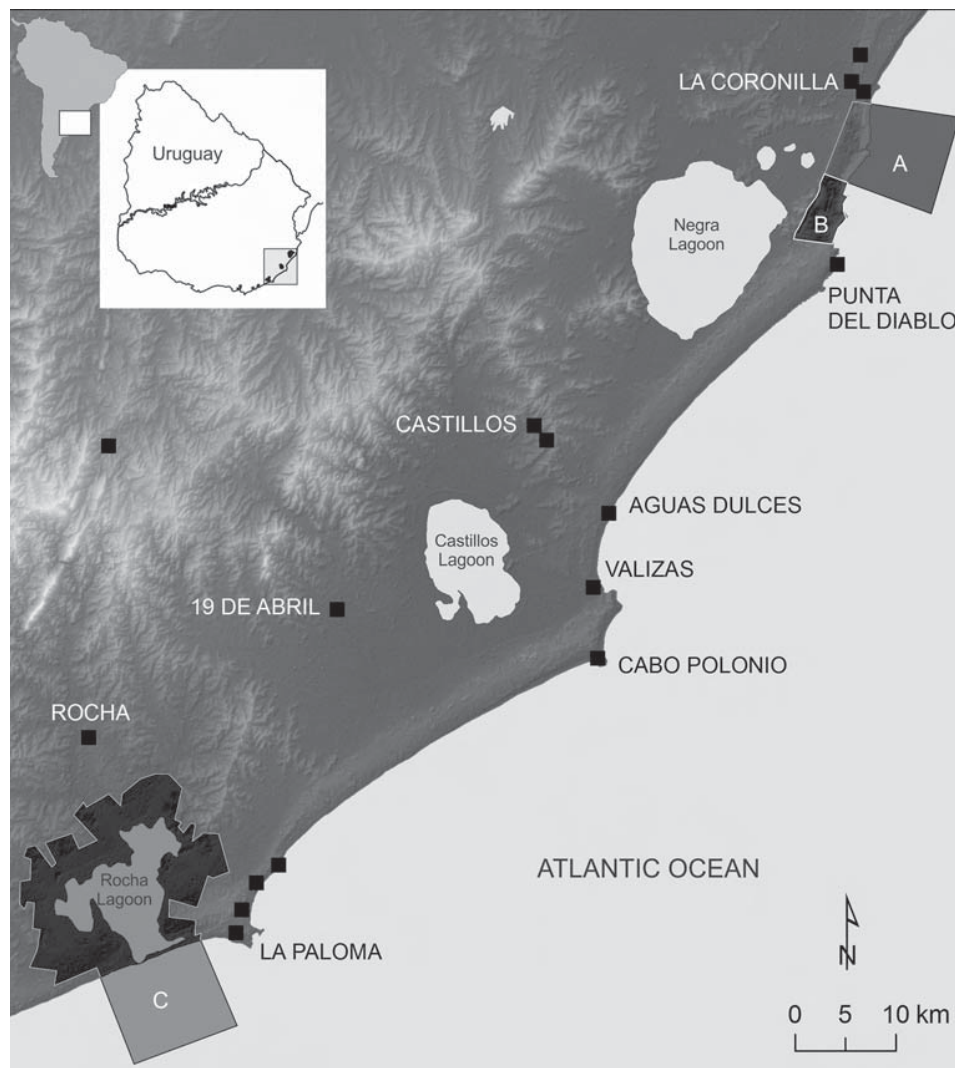 Uruguay
LA CORONILLA
A
B
Negra
Lagoon
PUNTA
DEL DIABLO
CASTILLOS
AGUAS DULCES
Castillos
Lagoon
VALIZAS
19 DE ABRIL
CABO POLONIO
ROCHA
ATLANTIC OCEAN
Rocha
Lagoon
LA PALOMA
N
C
0 5 10 km